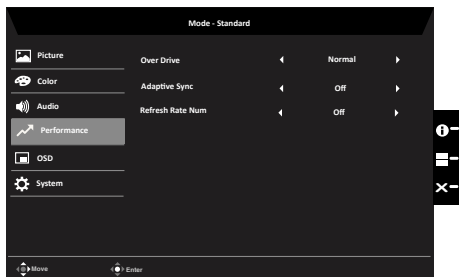 Mode - Standard
Picture
Color
Audio
Performance
OSD
System
Over Drive Normal
Adaptive Sync Off
Refresh Rate Num Off
Move Enter